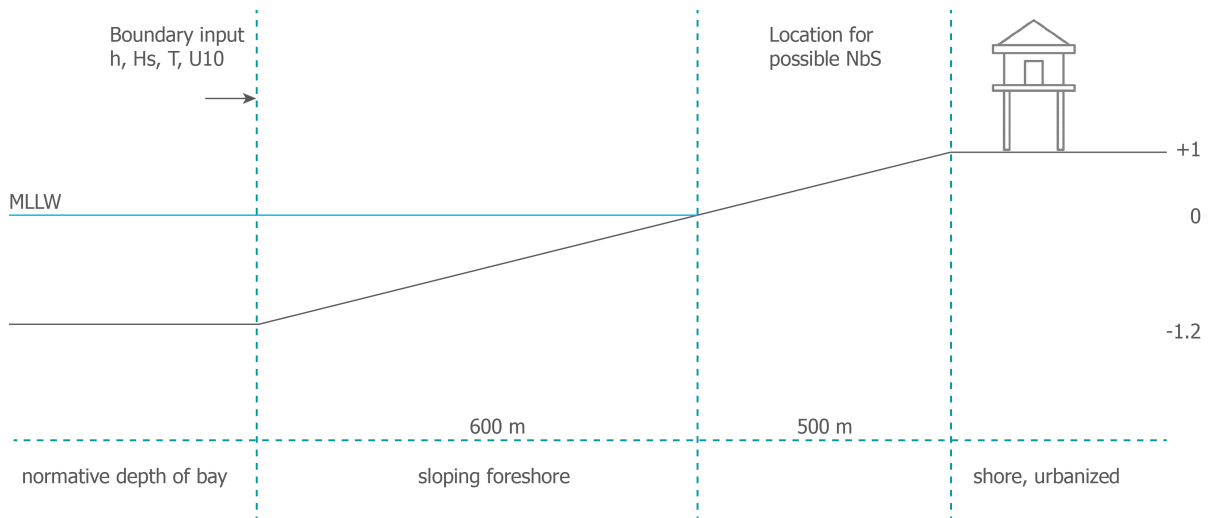 Boundary input
h, Hs, T, U10
Location for
possible NbS
+1
MLLW
0
-1.2
600 m
500 m
normative depth of bay
sloping foreshore
shore, urbanized